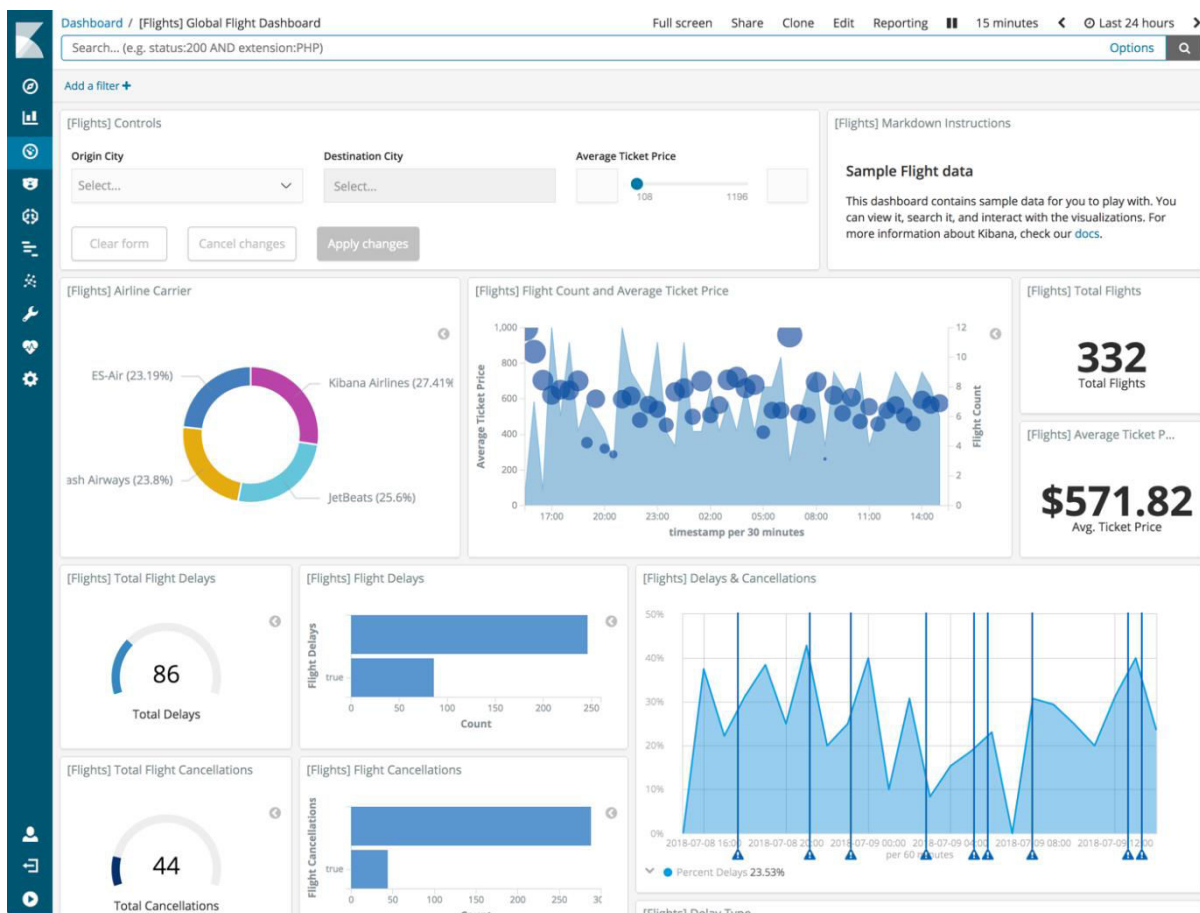 Dashboard / [Flights] Global Flight Dashboard
Full screen Share Clone Edit Reporting 15 minutes Last 24 hours
Search... (e.g. status:200 AND extension:PHP)
Options
Add a filter +
[Flights] Controls
Origin City
Select...
Destination City
Select...
Average Ticket Price
108 1196
Clear form Cancel changes Apply changes
[Flights] Markdown Instructions
Sample Flight data
This dashboard contains sample data for you to play with. You
can view it, search it, and interact with the visualizations. For
more information about Kibana, check our docs.
[Flights] Airline Carrier
ES-Air (23.19%)
Kibana Airlines (27.41%
ash Airways (23.8%)
JetBeats (25.6%)
[Flights] Flight Count and Average Ticket Price
Average Ticket Price
1,000
800
600
400
200
0
12
10
8
6
4
2
0
Flight Count
17:00 20:00 23:00 02:00 05:00 08:00 11:00 14:00
timestamp per 30 minutes
[Flights] Total Flights
332
Total Flights
[Flights] Average Ticket P...
$571.82
Avg. Ticket Price
[Flights] Total Flight Delays
86
Total Delays
[Flights] Flight Delays
Flight Delays
true
0 50 100 150 200 250
Count
[Flights] Delays & Cancellations
50%
40%
30%
20%
10%
0%
2018-07-08 16:00 2018-07-08 20:00 2018-07-09 00:00 2018-07-09 04:00 2018-07-09 08:00 2018-07-09 12:00
per 60 minutes
Percent Delays 23.53%
[Flights] Total Flight Cancellations
44
Total Cancellations
[Flights] Flight Cancellations
Flight Cancellations
true
0 50 100 150 200 250 30
Count
[Flights] Delay Type